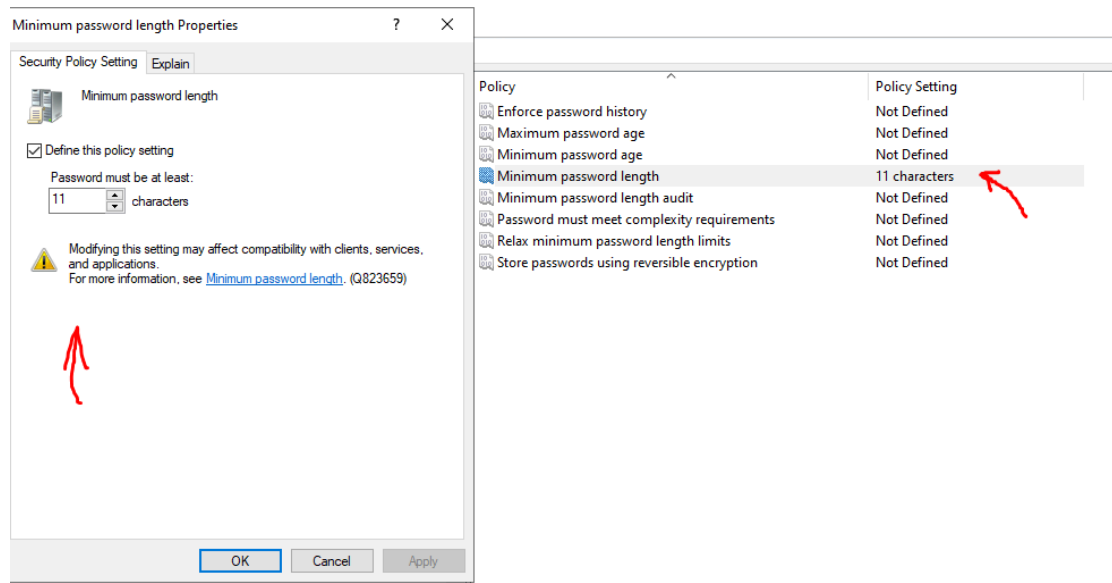 Minimum password length Properties
?
Security Policy Setting
Explain
Minimum password length
Define this policy setting
Password must be at least:
11
characters
Modifying this setting may affect compatibility with clients, services,
and applications.
For more information, see Minimum password length. (Q823659)
OK
Cancel
Apply
Policy
Policy Setting
Enforce password history
Not Defined
Maximum password age
Not Defined
Minimum password age
Not Defined
Minimum password length
11 characters
Minimum password length audit
Not Defined
Password must meet complexity requirements
Not Defined
Relax minimum password length limits
Not Defined
Store passwords using reversible encryption
Not Defined